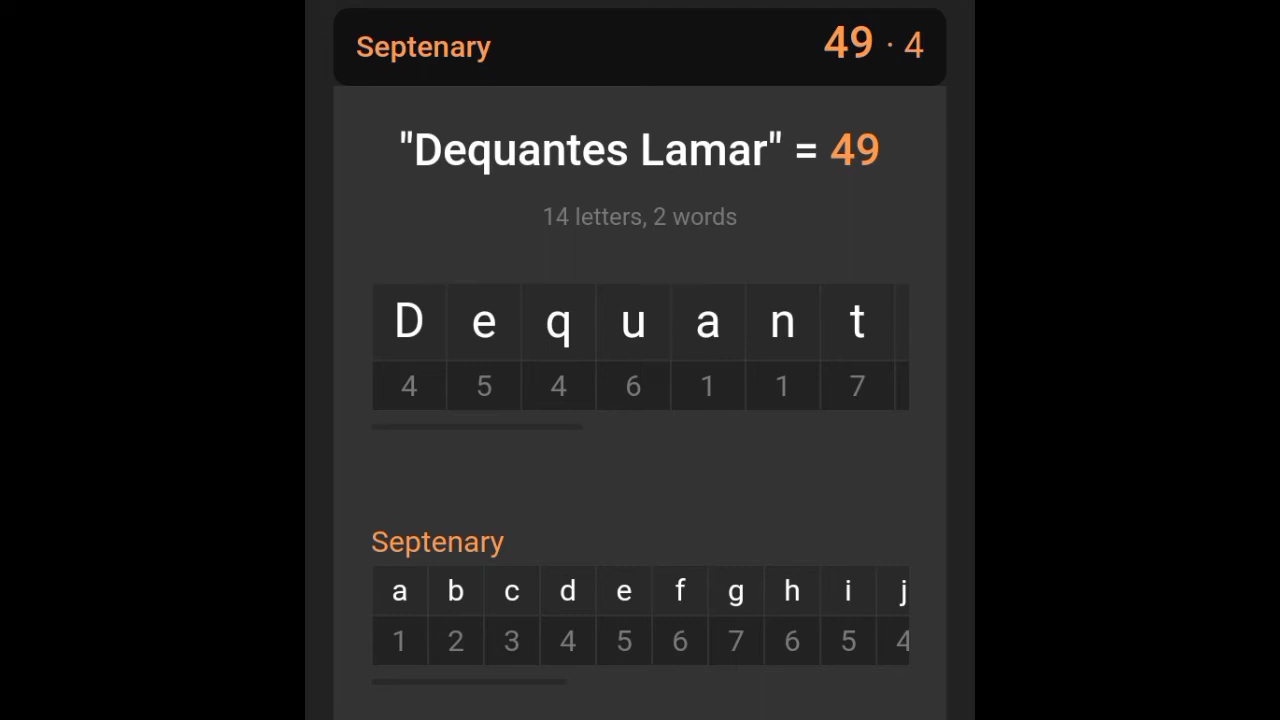 Septenary 49 · 4
"Dequantes Lamar" = 49
14 letters, 2 words
D e q u a n t
4 5 4 6 1 1 7
Septenary
a b c d e f g h i j
1 2 3 4 5 6 7 6 5 4